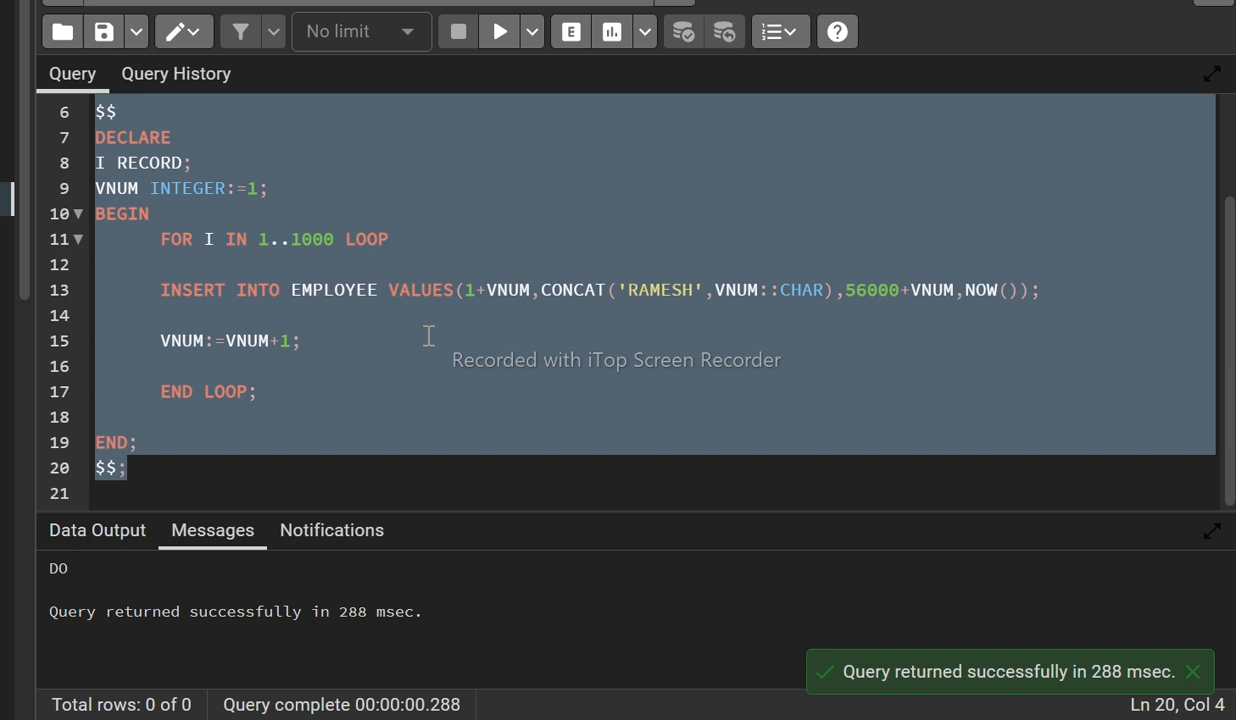 No limit
Query Query History
6 $$
7 DECLARE
8 I RECORD;
9 VNUM INTEGER:=1;
10 BEGIN
11 FOR I IN 1..1000 LOOP
12
13 INSERT INTO EMPLOYEE VALUES(1+VNUM,CONCAT('RAMESH',VNUM::CHAR),56000+VNUM,NOW());
14
15 VNUM:=VNUM+1;
Recorded with iTop Screen Recorder
16
17 END LOOP;
18
19 END;
20 $$;
21
Data Output Messages Notifications
DO
Query returned successfully in 288 msec.
Query returned successfully in 288 msec.
Total rows: 0 of 0 Query complete 00:00:00.288 Ln 20, Col 4